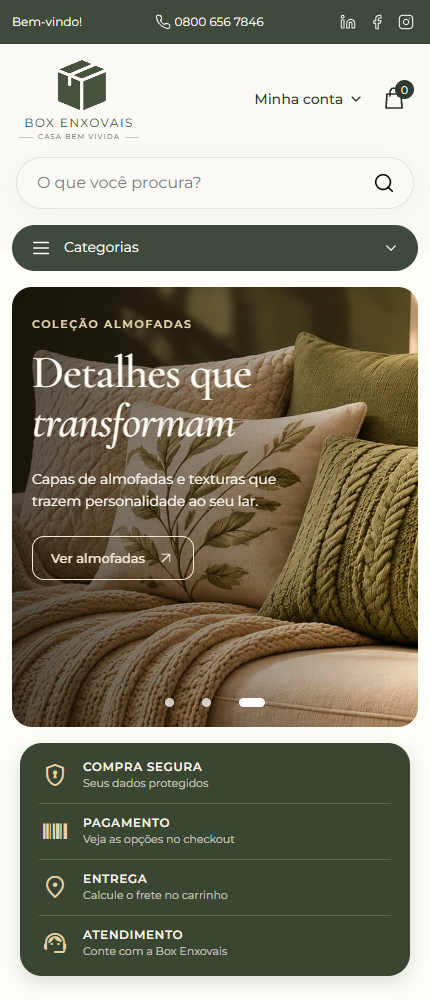 Bem-vindo!
0800 656 7846
BOX ENXOVAIS
CASA BEM VIVIDA
Minha conta
0
O que você procura?
Categorias
COLEÇÃO ALMOFADAS
Detalhes que
transformam
Capas de almofadas e texturas que
trazem personalidade ao seu lar.
Ver almofadas
COMPRA SEGURA
Seus dados protegidos
PAGAMENTO
Veja as opções no checkout
ENTREGA
Calcule o frete no carrinho
ATENDIMENTO
Conte com a Box Enxovais